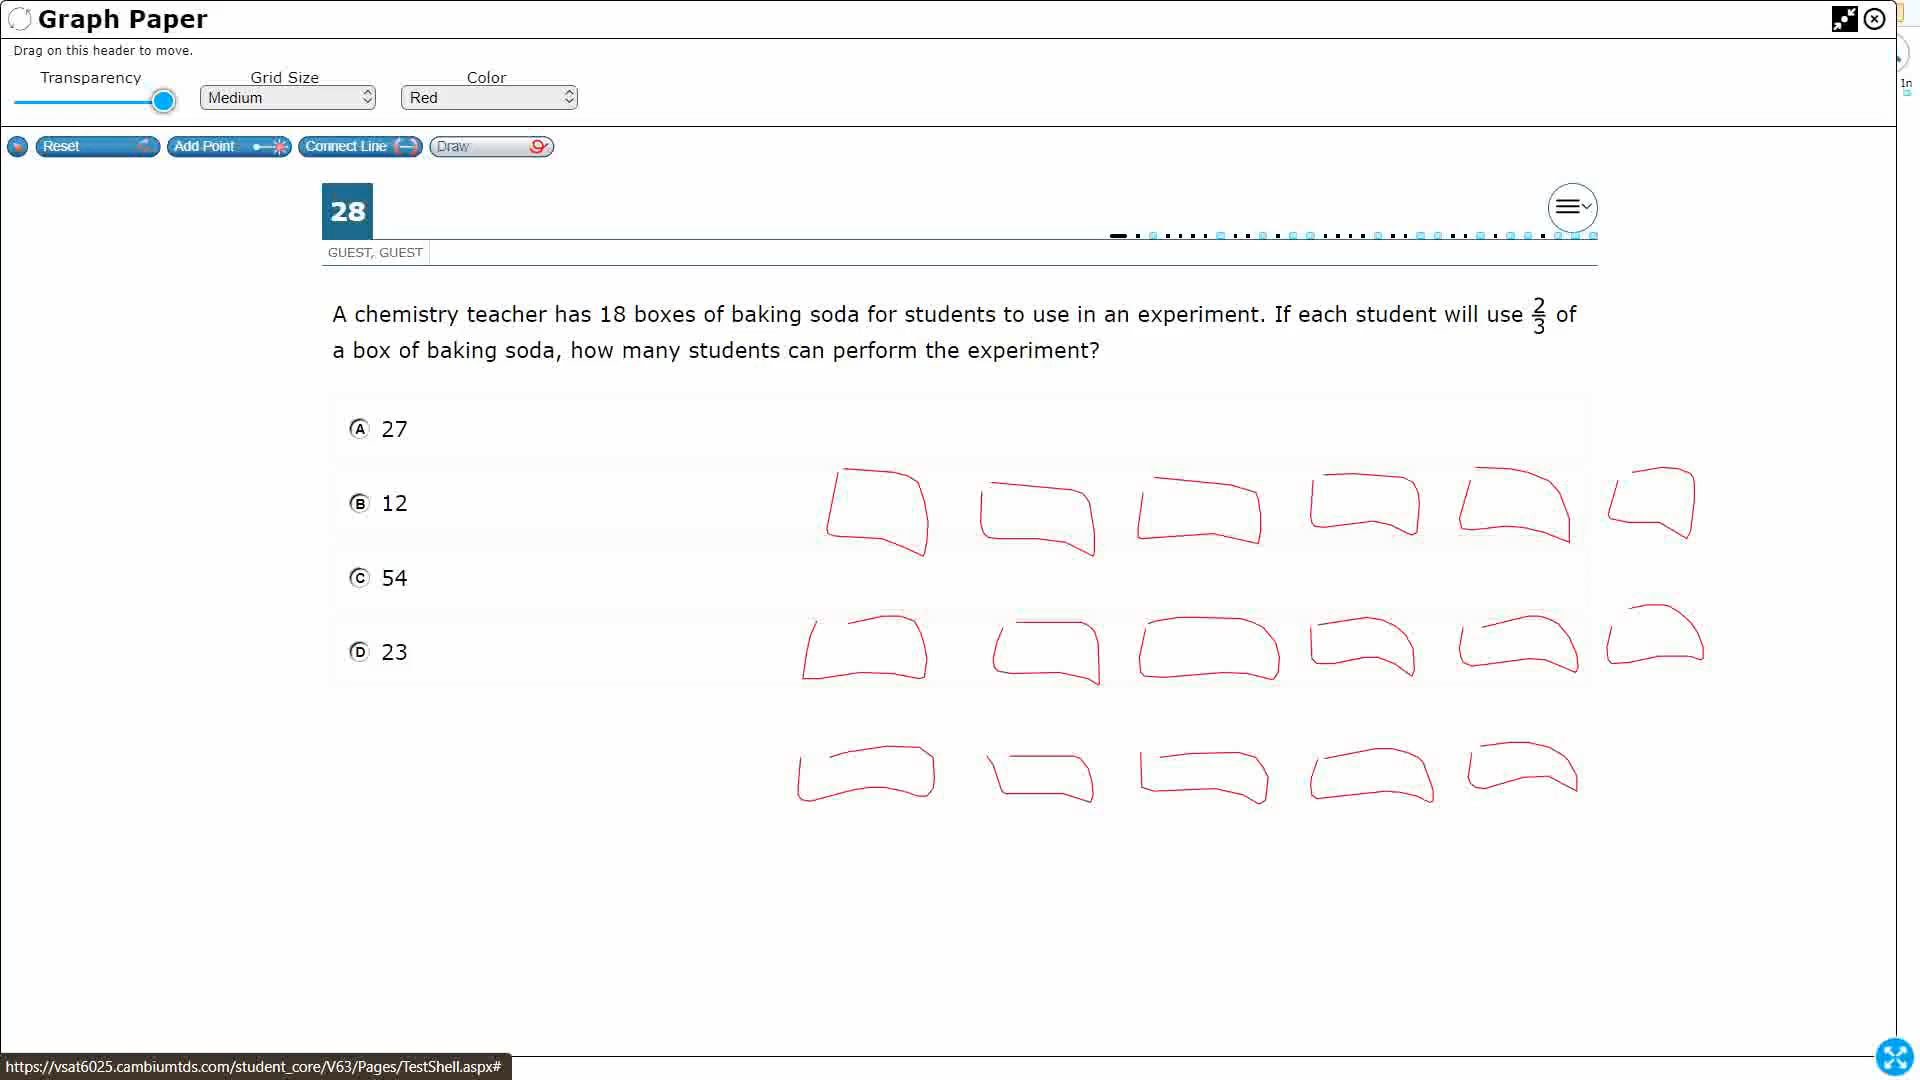 Graph Paper
Drag on this header to move.
Transparency
Grid Size
Color
Medium
Red
Reset
Add Point
Connect Line
Draw
1n
28
GUEST, GUEST
A chemistry teacher has 18 boxes of baking soda for students to use in an experiment. If each student will use 2/3 of
a box of baking soda, how many students can perform the experiment?
A 27
B 12
C 54
D 23
https://vsat6025.cambiumtds.com/student_core/V63/Pages/TestShell.aspx#